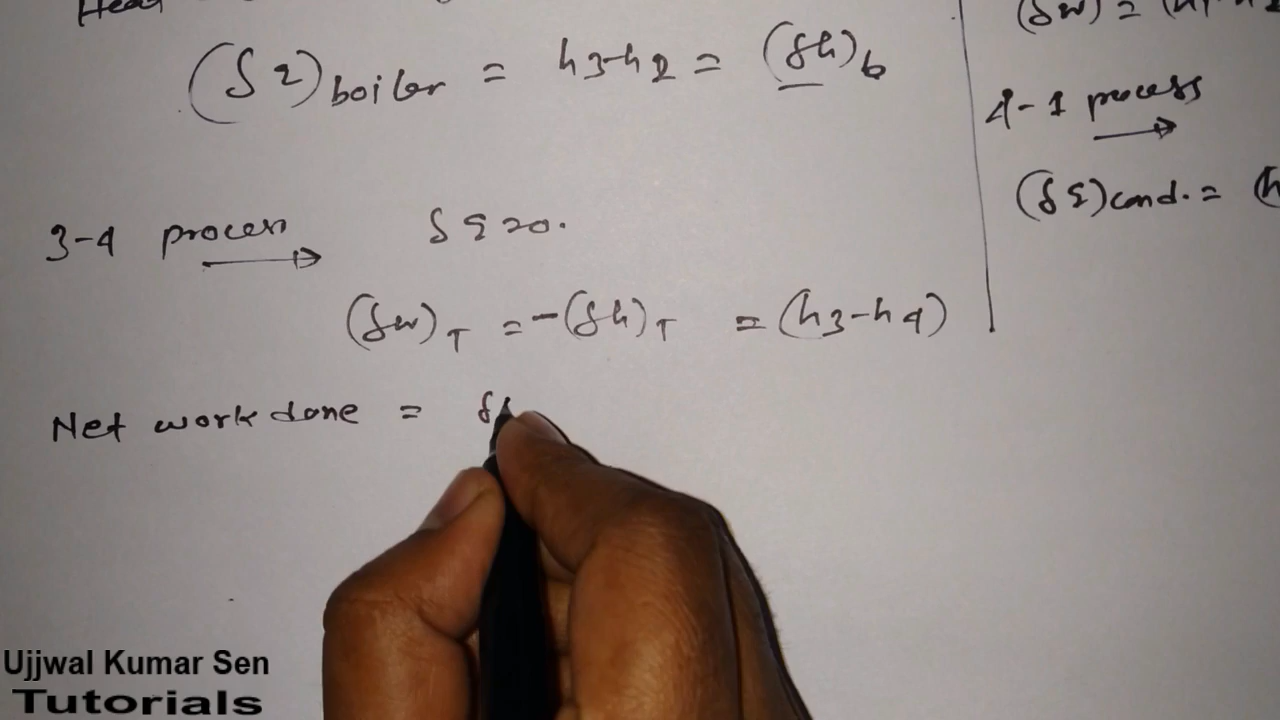 (δq)boiler = h3-h2 = (δh)b
3-4 process → δq=0.
(δw)T = -(δh)T = (h3-h4)
Net work done = δ
(δw) =
4-1 process →
(δq)cond. = (h
Ujjwal Kumar Sen
Tutorials